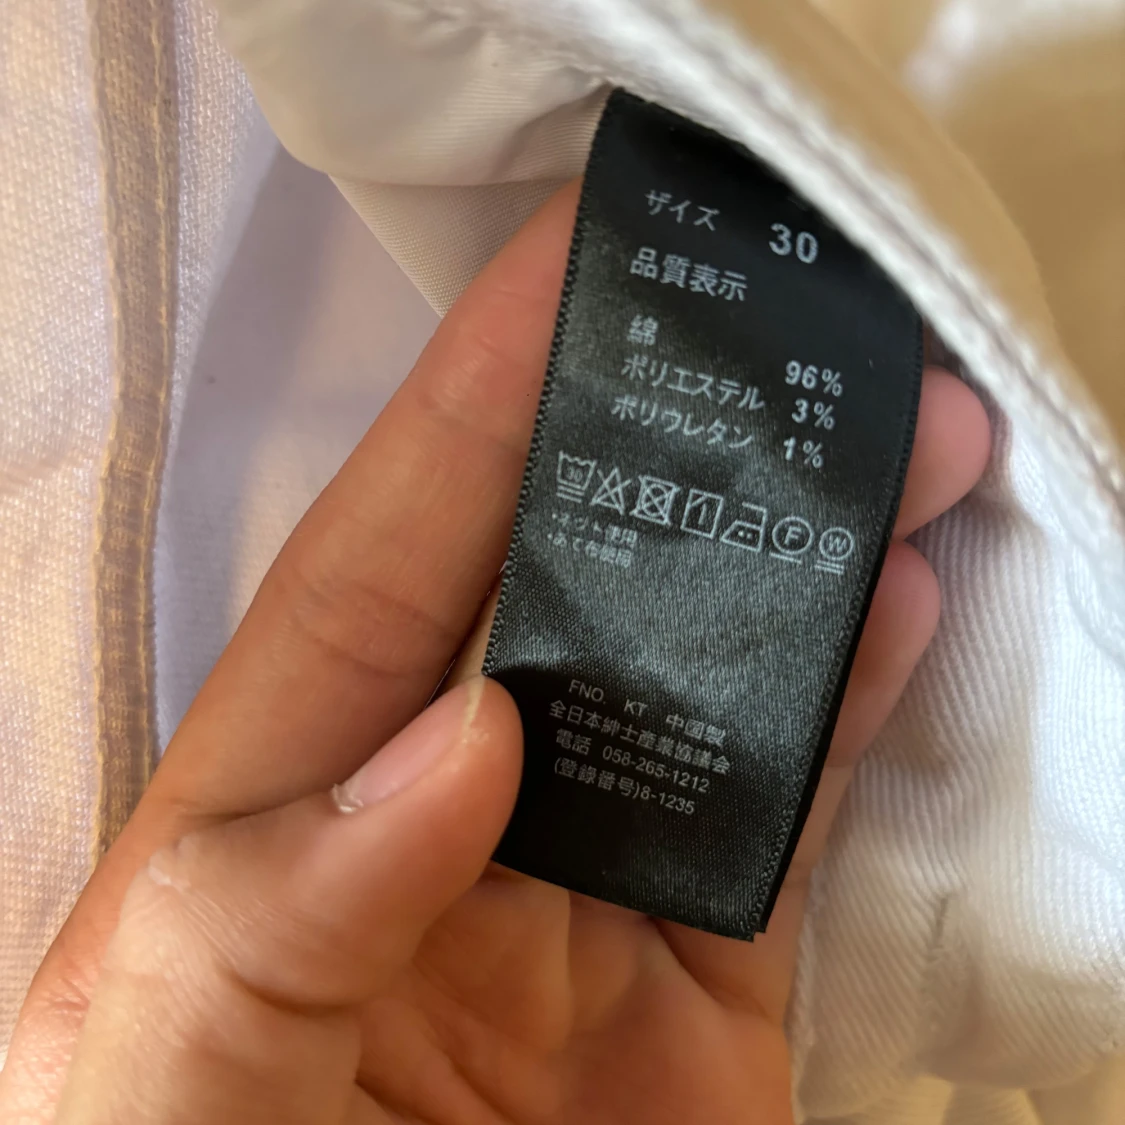 サイズ 30
品質表示
綿 96%
ポリエステル 3%
ポリウレタン 1%
30 F W
・ネット使用
・あて布使用
FNO. KT 中国製
全日本紳士産業協議会
電話 058-265-1212
(登録番号)8-1235